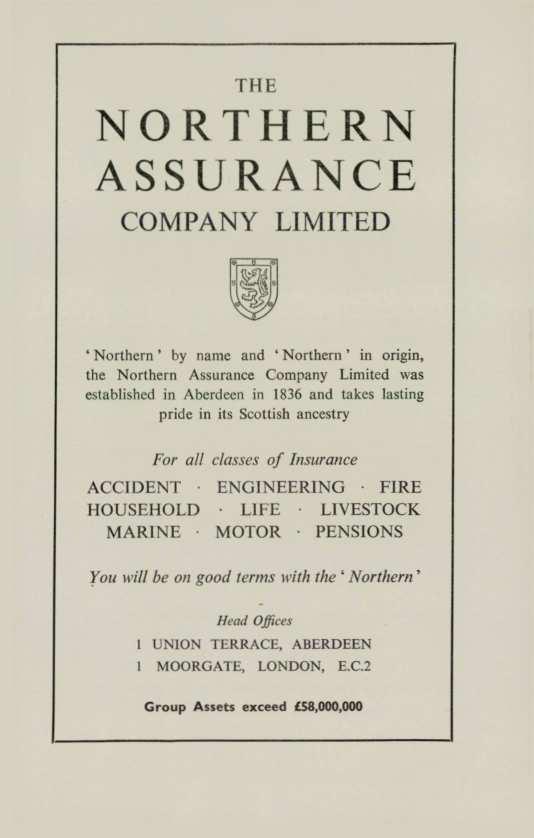 THE
NORTHERN
ASSURANCE
COMPANY LIMITED
‘ Northern ’ by name and ‘ Northern ’ in origin,
the Northern Assurance Company Limited was
established in Aberdeen in 1836 and takes lasting
pride in its Scottish ancestry
For all classes of Insurance
ACCIDENT · ENGINEERING · FIRE
HOUSEHOLD · LIFE · LIVESTOCK
MARINE · MOTOR · PENSIONS
You will be on good terms with the ‘ Northern ’
Head Offices
1 UNION TERRACE, ABERDEEN
1 MOORGATE, LONDON, E.C.2
Group Assets exceed £58,000,000